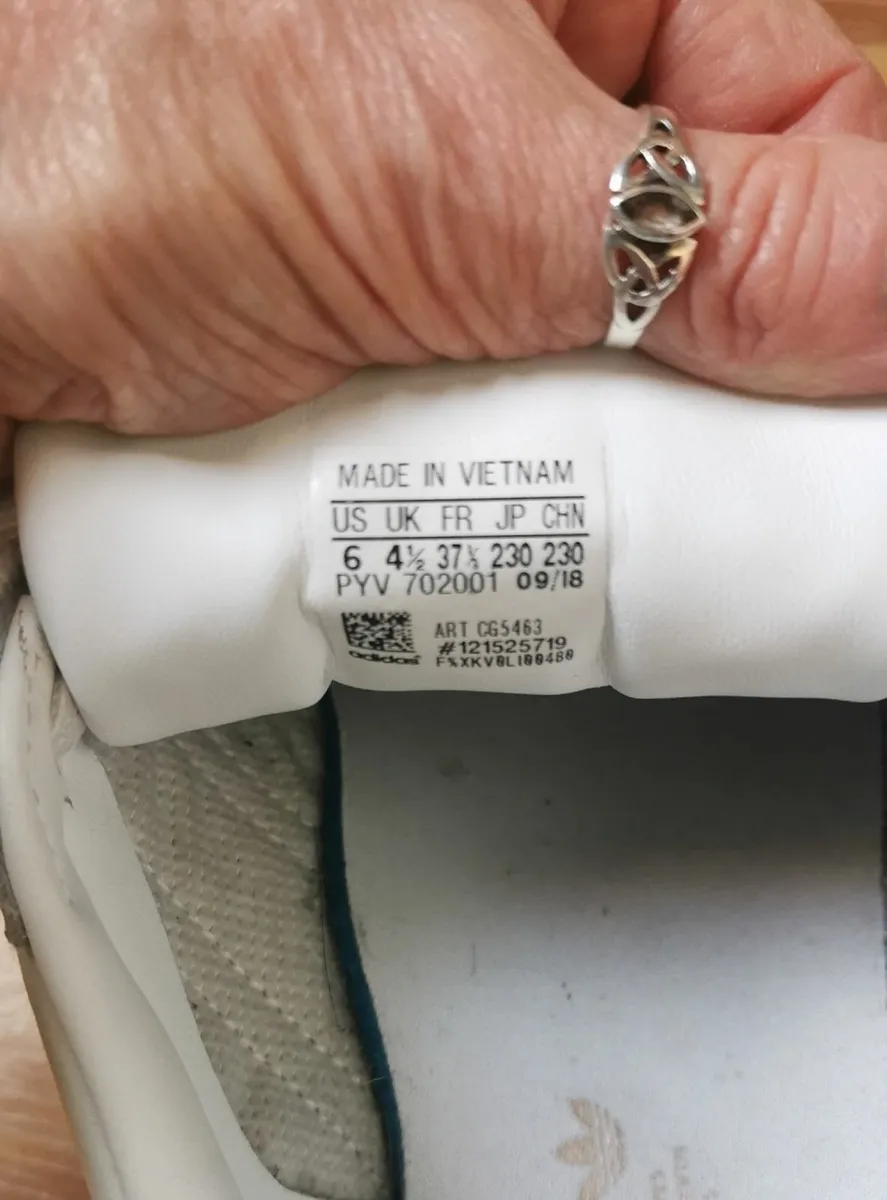 MADE IN VIETNAM
US UK FR JP CHN
6 4½ 37⅓ 230 230
PYV 702001 09/18
ART CG5463
#121525719
adidas F%XKV0LI00480